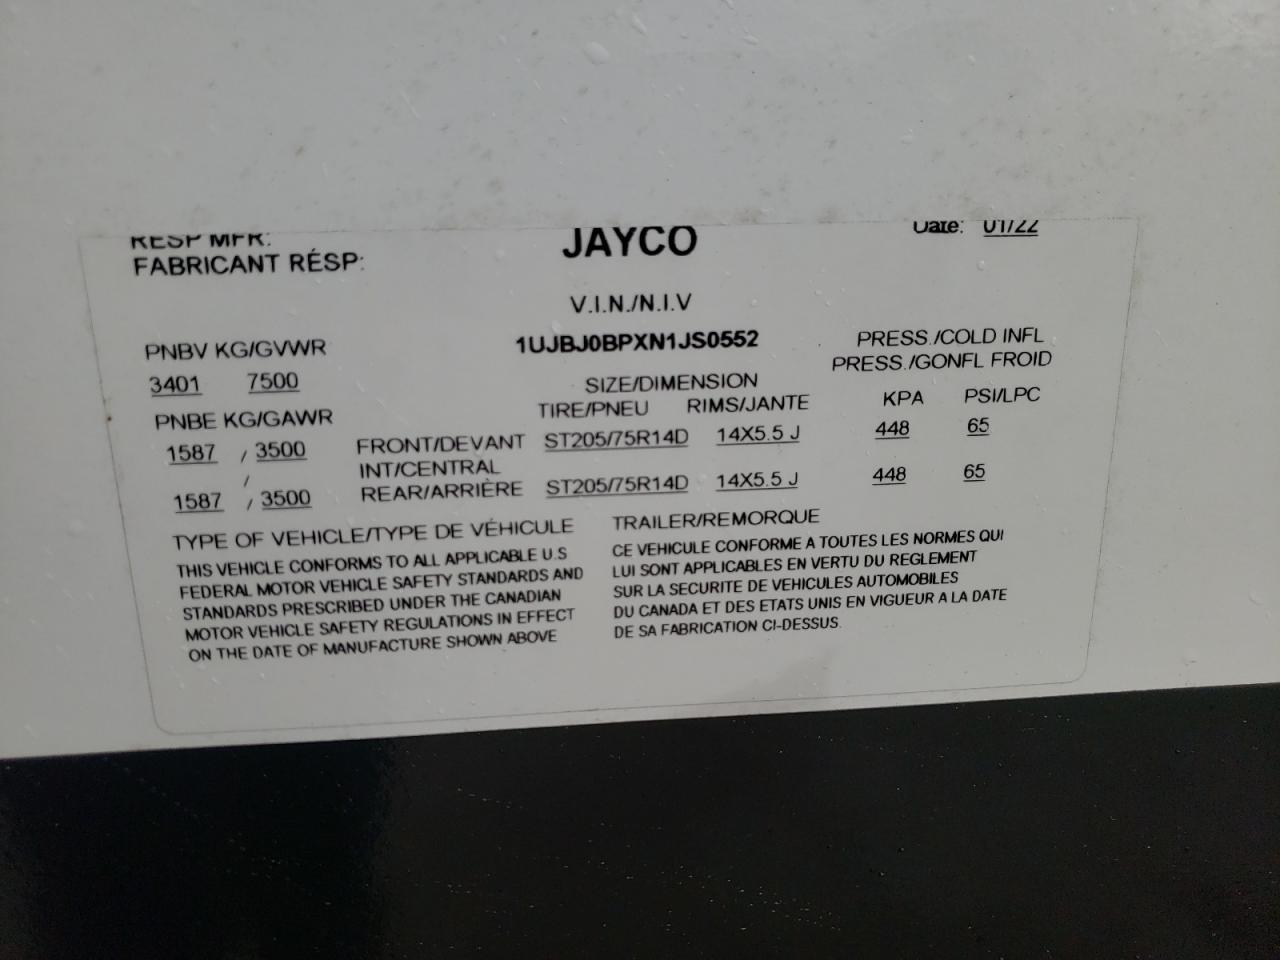 RESP MFR: JAYCO Date: 01/22
FABRICANT RÉSP:
V.I.N./N.I.V
1UJBJ0BPXN1JS0552
PNBV KG/GVWR
3401 7500
PRESS./COLD INFL
PRESS./GONFL FROID
SIZE/DIMENSION
PNBE KG/GAWR TIRE/PNEU RIMS/JANTE KPA PSI/LPC
1587 / 3500 FRONT/DEVANT ST205/75R14D 14X5.5 J 448 65
/ INT/CENTRAL
1587 / 3500 REAR/ARRIÈRE ST205/75R14D 14X5.5 J 448 65
TYPE OF VEHICLE/TYPE DE VÉHICULE TRAILER/REMORQUE
THIS VEHICLE CONFORMS TO ALL APPLICABLE U.S
FEDERAL MOTOR VEHICLE SAFETY STANDARDS AND
STANDARDS PRESCRIBED UNDER THE CANADIAN
MOTOR VEHICLE SAFETY REGULATIONS IN EFFECT
ON THE DATE OF MANUFACTURE SHOWN ABOVE
CE VEHICULE CONFORME A TOUTES LES NORMES QUI
LUI SONT APPLICABLES EN VERTU DU REGLEMENT
SUR LA SECURITE DE VEHICULES AUTOMOBILES
DU CANADA ET DES ETATS UNIS EN VIGUEUR A LA DATE
DE SA FABRICATION CI-DESSUS.